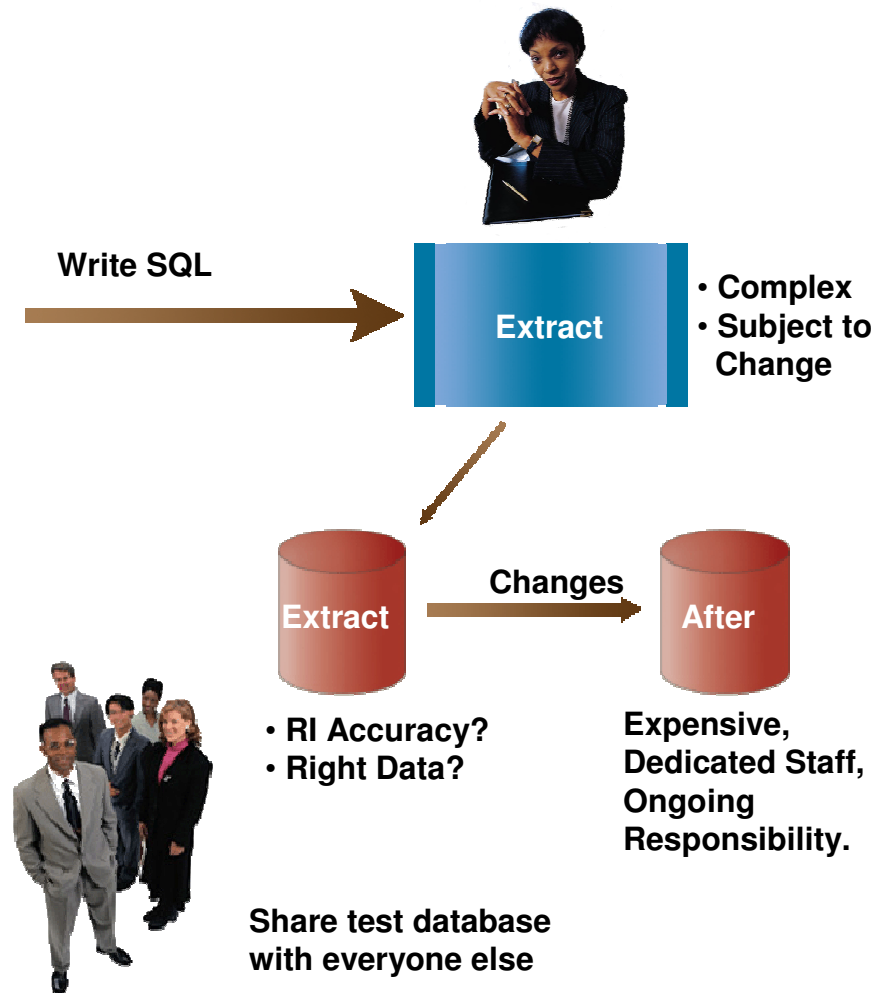 Write SQL
Extract
• Complex
• Subject to
Change
Extract
Changes
After
• RI Accuracy?
• Right Data?
Expensive,
Dedicated Staff,
Ongoing
Responsibility.
Share test database
with everyone else